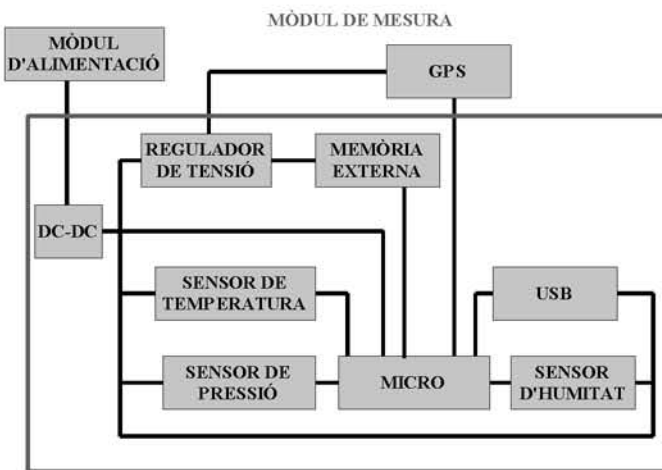 MÒDUL DE MESURA
MÒDUL
D'ALIMENTACIÓ
GPS
REGULADOR
DE TENSIÓ
MEMÒRIA
EXTERNA
DC-DC
SENSOR DE
TEMPERATURA
USB
SENSOR DE
PRESSIÓ
MICRO
SENSOR
D'HUMITAT